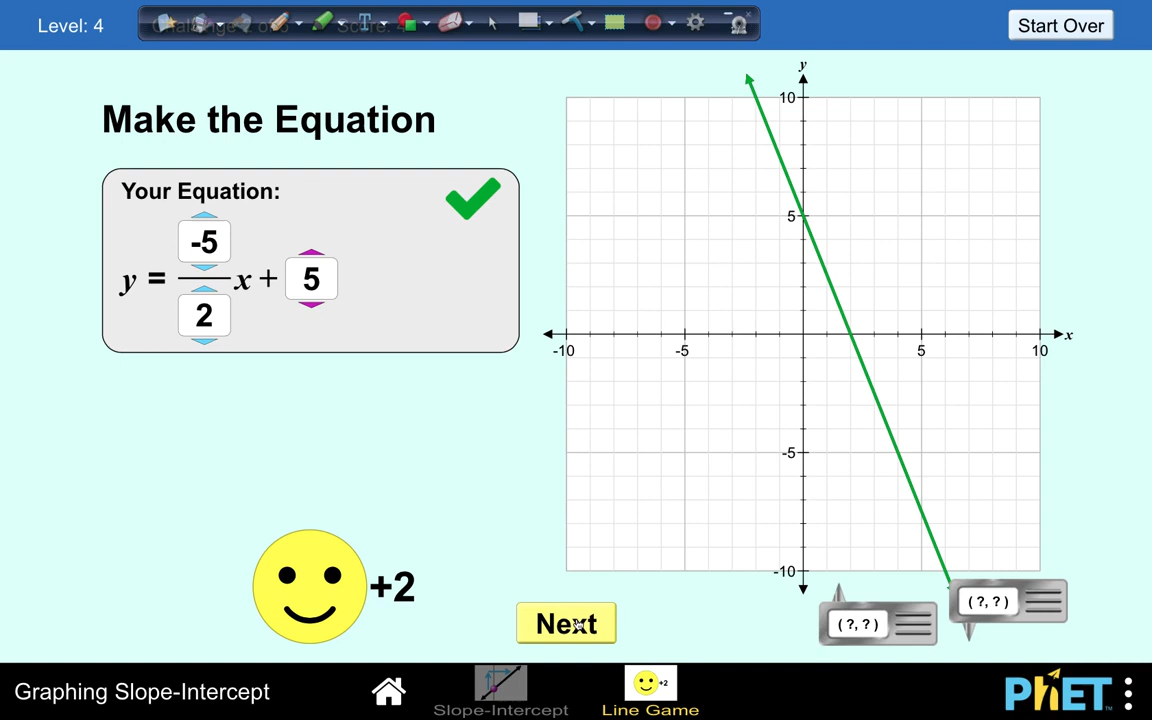 Level: 4
Start Over
Make the Equation
Your Equation:
y = -5/2 x + 5
y
10
5
-10
-5
5
10
x
-5
-10
+2
Next
( ?, ? )
( ?, ? )
Graphing Slope-Intercept
Slope-Intercept
+2
Line Game
PhET